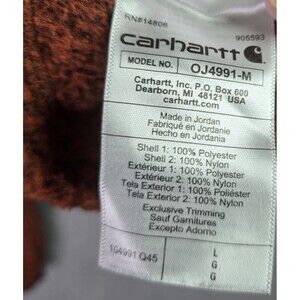 RN#14806
905593
carhartt
MODEL NO. OJ4991-M
Carhartt, Inc. P.O. Box 600
Dearborn, MI 48121 USA
carhartt.com
Made in Jordan
Fabriqué en Jordanie
Hecho en Jordania
Shell 1: 100% Polyester
Shell 2: 100% Nylon
Extérieur 1: 100% Polyester
Extérieur 2: 100% Nylon
Tela Exterior 1: 100% Poliéster
Tela Exterior 2: 100% Nylon
Exclusive Trimming
Sauf Garnitures
Excepto Adorno
104991 Q45
L
G
G